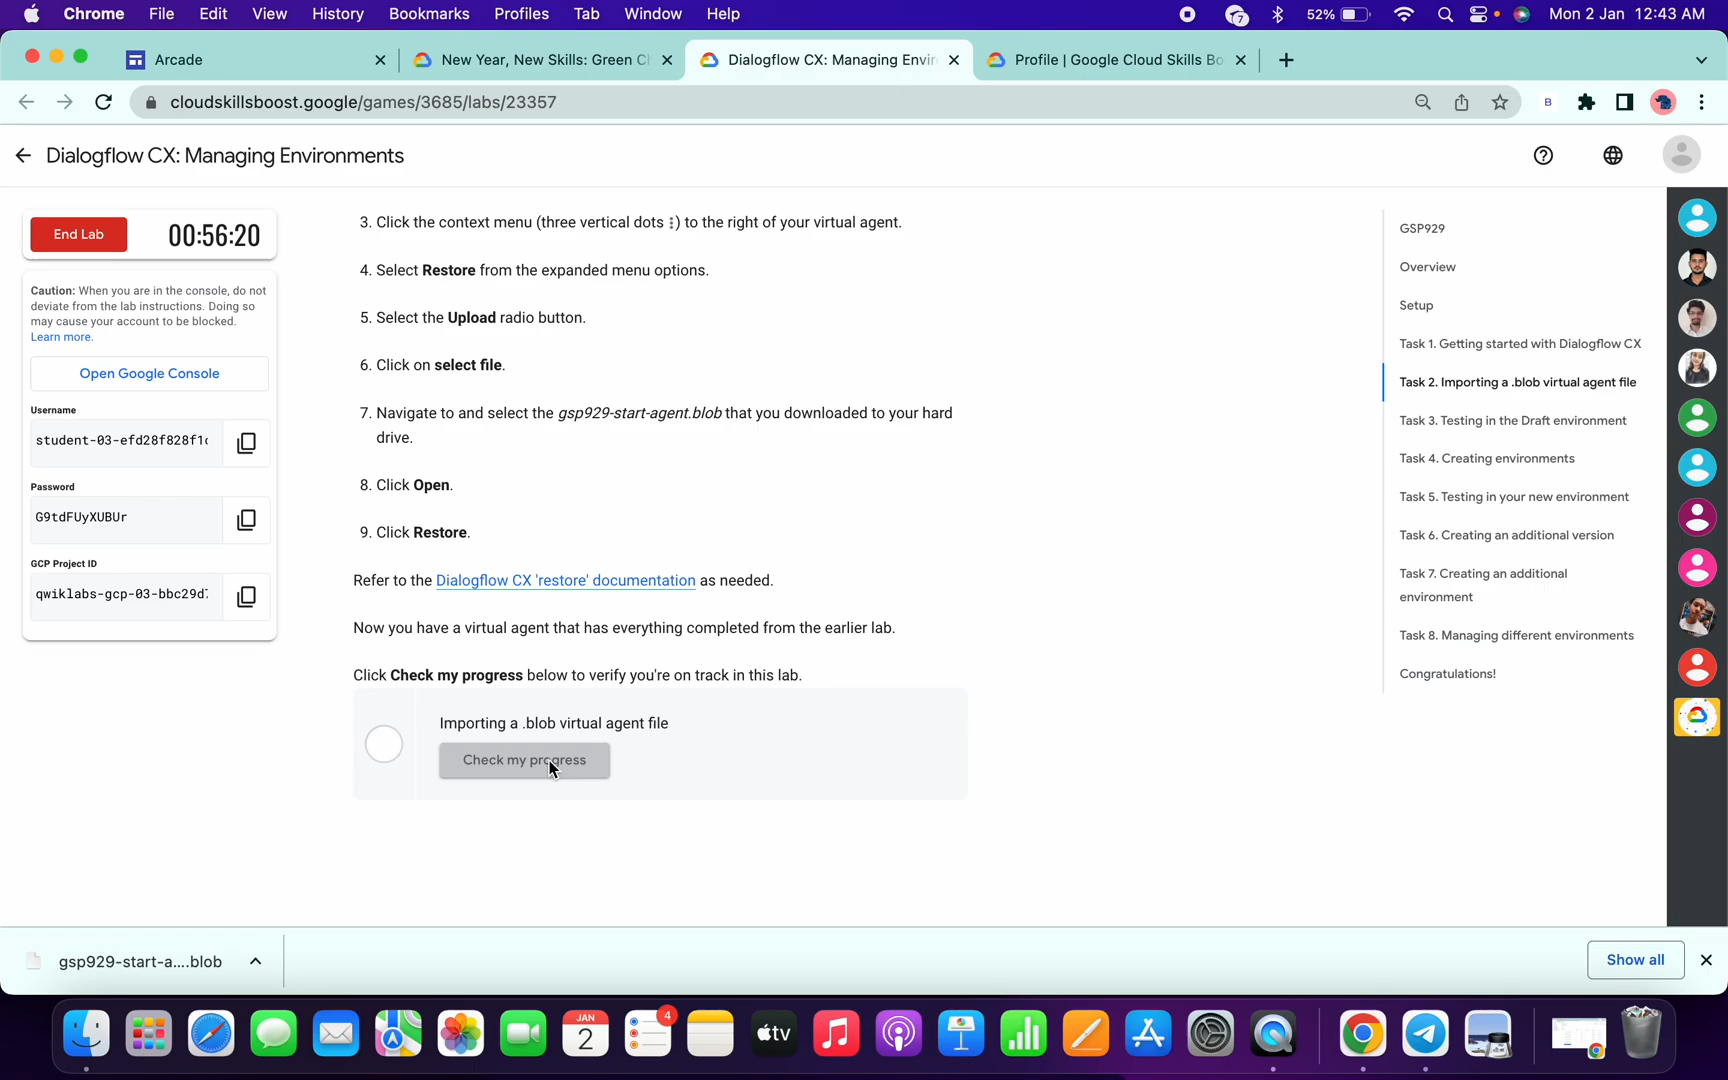 Chrome File Edit View History Bookmarks Profiles Tab Window Help 7 52% Mon 2 Jan 12:43 AM
Arcade New Year, New Skills: Green Dialogflow CX: Managing Envir Profile | Google Cloud Skills Bo
cloudskillsboost.google/games/3685/labs/23357 B
Dialogflow CX: Managing Environments
End Lab 00:56:20
Caution: When you are in the console, do not
deviate from the lab instructions. Doing so
may cause your account to be blocked.
Learn more.
Open Google Console
Username
student-03-efd28f828f1
Password
G9tdFUyXUBUr
GCP Project ID
qwiklabs-gcp-03-bbc29d
3. Click the context menu (three vertical dots ⋮) to the right of your virtual agent.
4. Select Restore from the expanded menu options.
5. Select the Upload radio button.
6. Click on select file.
7. Navigate to and select the gsp929-start-agent.blob that you downloaded to your hard
drive.
8. Click Open.
9. Click Restore.
Refer to the Dialogflow CX 'restore' documentation as needed.
Now you have a virtual agent that has everything completed from the earlier lab.
Click Check my progress below to verify you're on track in this lab.
Importing a .blob virtual agent file
Check my progress
GSP929
Overview
Setup
Task 1. Getting started with Dialogflow CX
Task 2. Importing a .blob virtual agent file
Task 3. Testing in the Draft environment
Task 4. Creating environments
Task 5. Testing in your new environment
Task 6. Creating an additional version
Task 7. Creating an additional
environment
Task 8. Managing different environments
Congratulations!
gsp929-start-a....blob Show all
JAN
2
4
tv